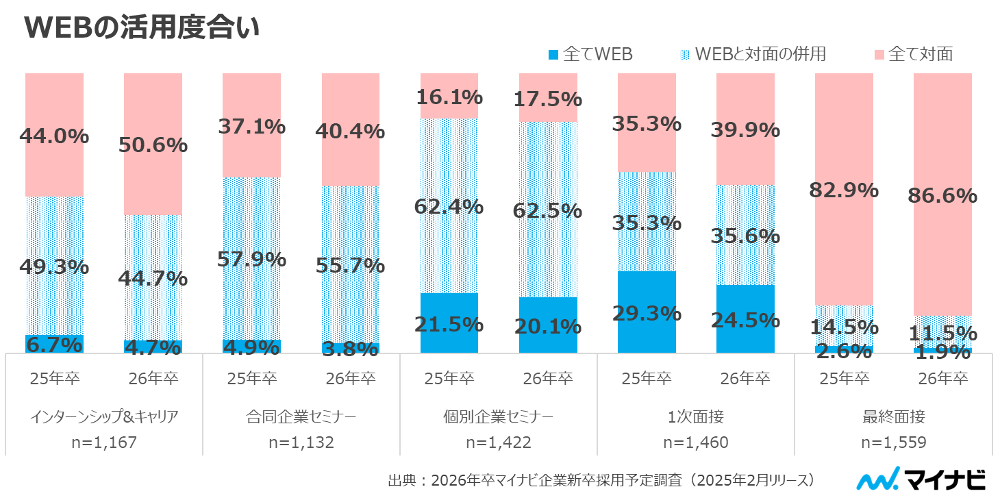 WEBの活用度合い
全てWEB WEBと対面の併用 全て対面
44.0% 50.6% 37.1% 40.4% 16.1% 17.5% 35.3% 39.9% 82.9% 86.6%
49.3% 44.7% 57.9% 55.7% 62.4% 62.5% 35.3% 35.6% 14.5% 11.5%
6.7% 4.7% 4.9% 3.8% 21.5% 20.1% 29.3% 24.5% 2.6% 1.9%
25年卒 26年卒 25年卒 26年卒 25年卒 26年卒 25年卒 26年卒 25年卒 26年卒
インターンシップ&キャリア 合同企業セミナー 個別企業セミナー 1次面接 最終面接
n=1,167 n=1,132 n=1,422 n=1,460 n=1,559
出典：2026年卒マイナビ企業新卒採用予定調査（2025年2月リリース）
マイナビ